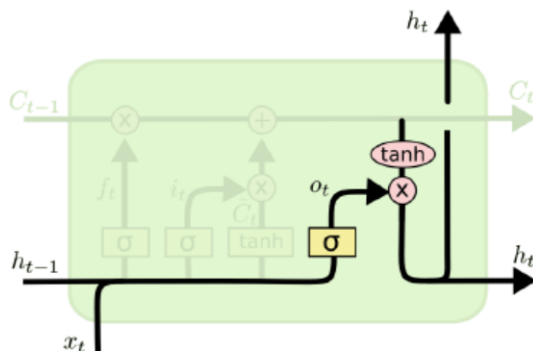 h_t
C_{t-1}
C_t
x
+
tanh
f_t
i_t
C̃_t
x
o_t
x
σ
σ
tanh
σ
h_{t-1}
h_t
x_t